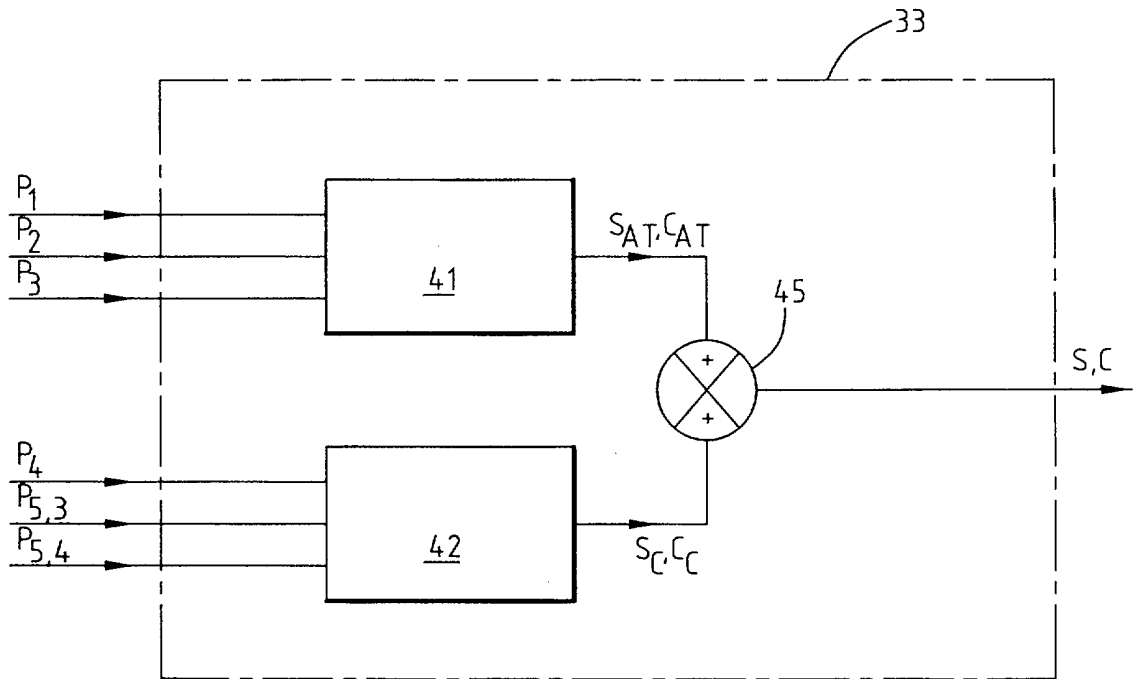 33
P1
P2
P3
41
SAT,CAT
45
+
+
S,C
P4
P5,3
P5,4
42
SC,CC